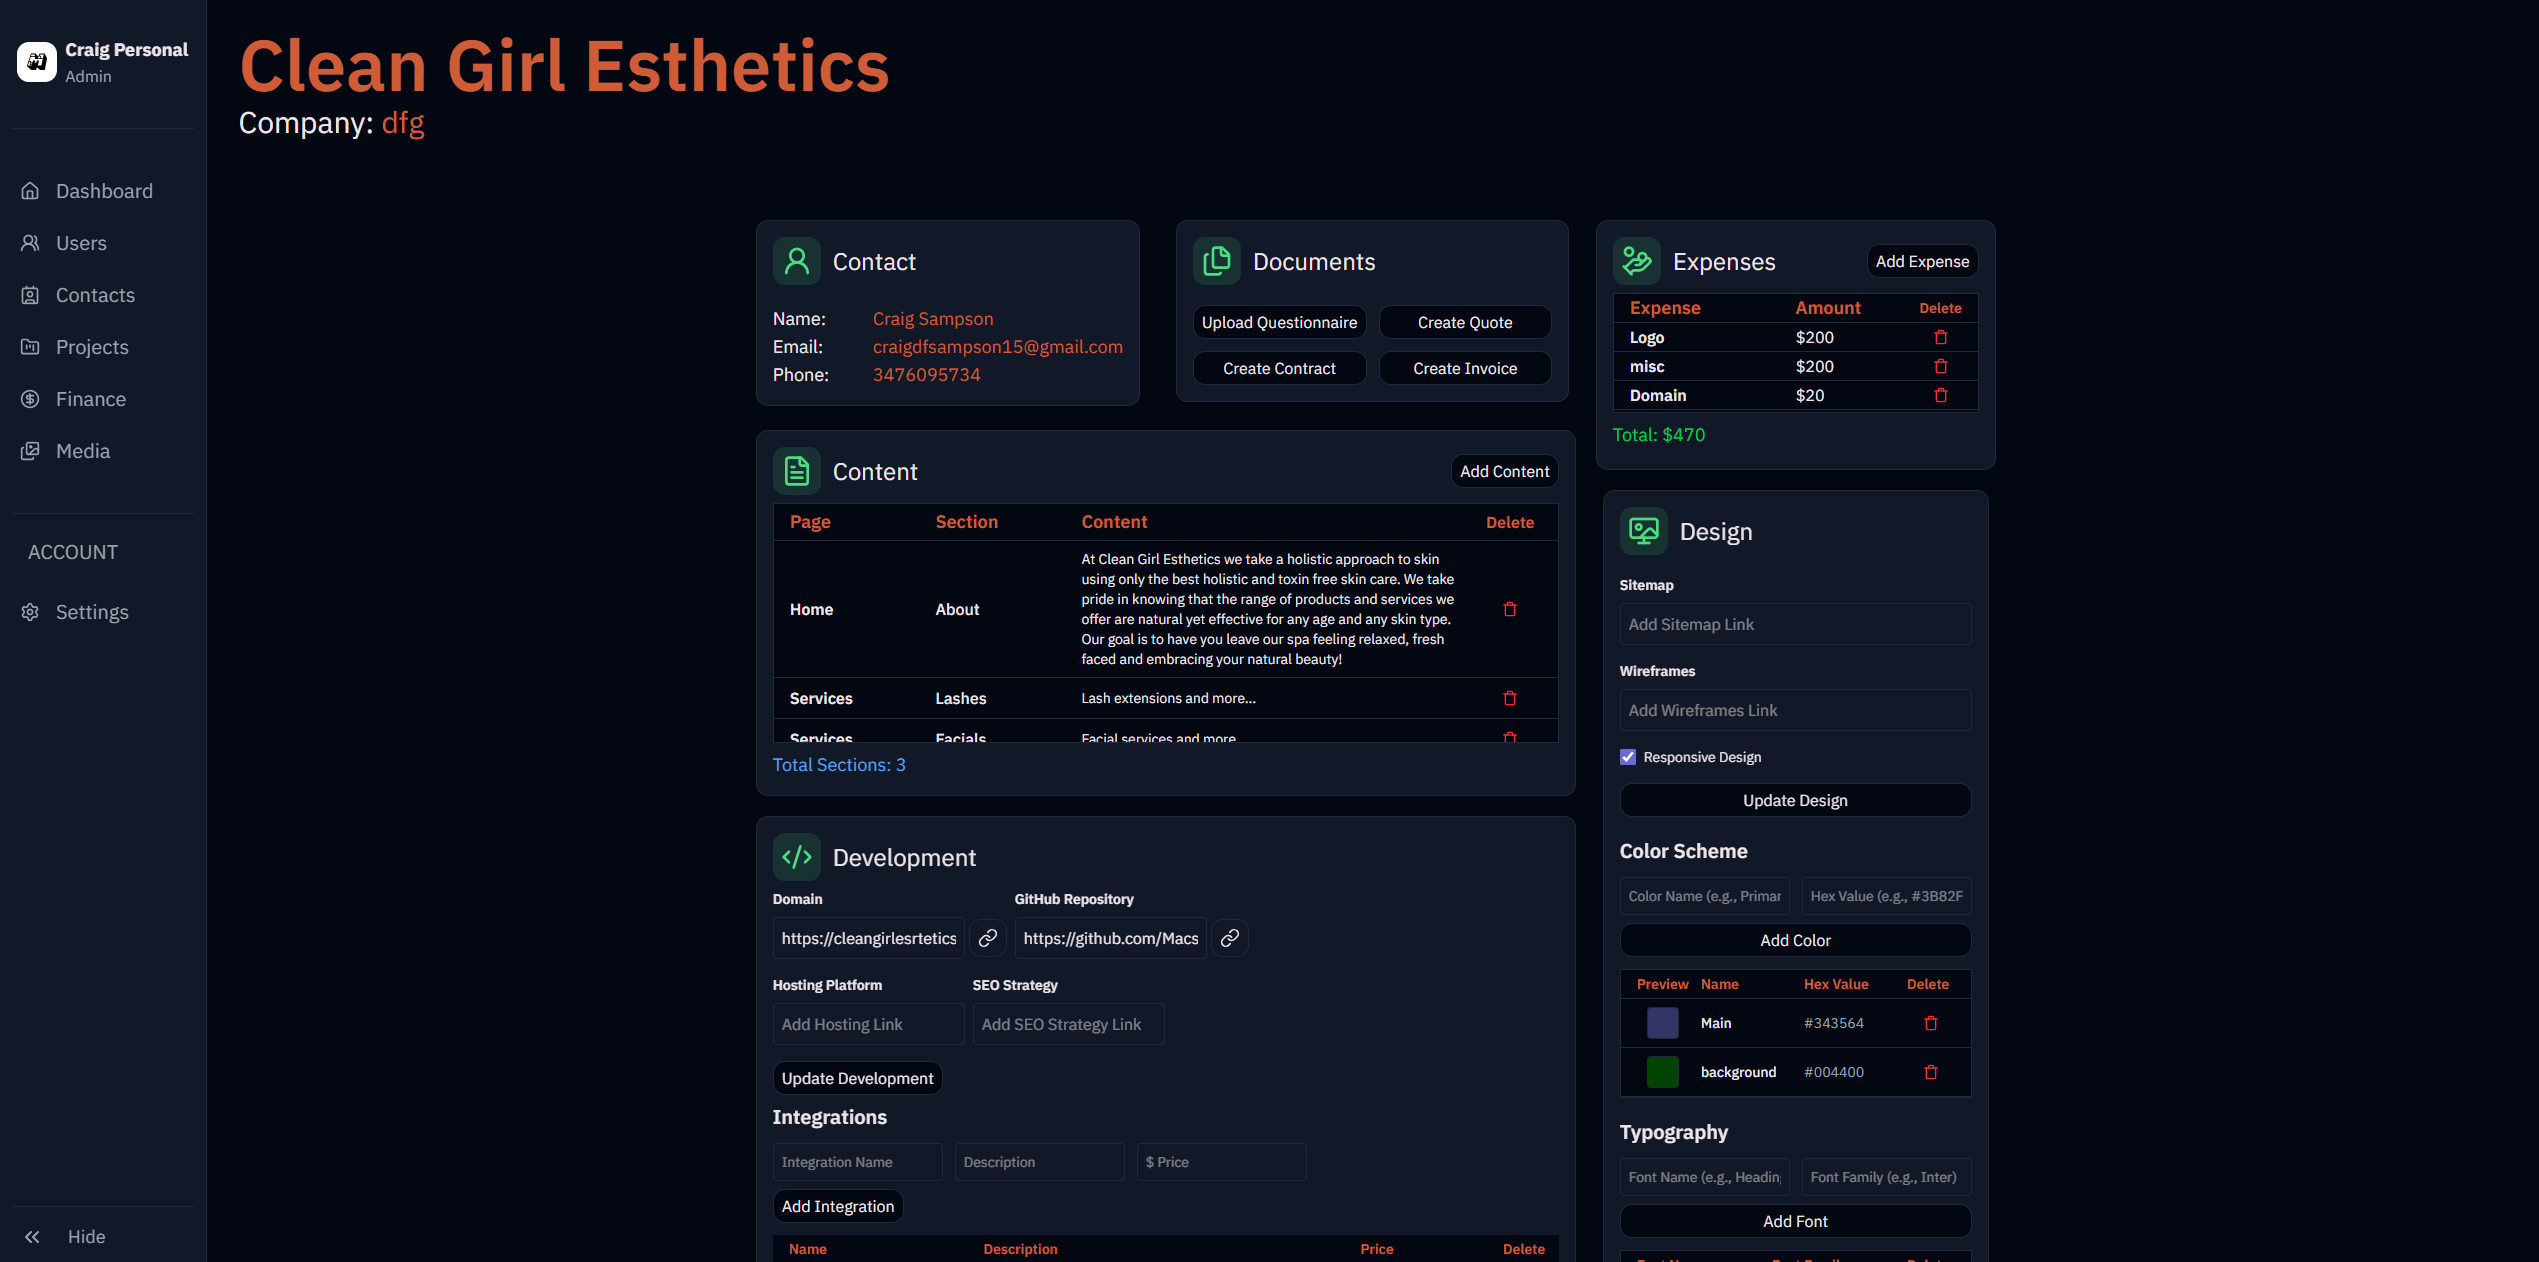 Craig Personal
Admin
Dashboard
Users
Contacts
Projects
Finance
Media
ACCOUNT
Settings
Hide
Clean Girl Esthetics
Company: dfg
Contact
Name: Craig Sampson
Email: craigdfsampson15@gmail.com
Phone: 3476095734
Documents
Upload Questionnaire Create Quote
Create Contract Create Invoice
Expenses Add Expense
Expense Amount Delete
Logo $200
misc $200
Domain $20
Total: $470
Content Add Content
Page Section Content Delete
At Clean Girl Esthetics we take a holistic approach to skin
using only the best holistic and toxin free skin care. We take
pride in knowing that the range of products and services we
Home About offer are natural yet effective for any age and any skin type.
Our goal is to have you leave our spa feeling relaxed, fresh
faced and embracing your natural beauty!
Services Lashes Lash extensions and more...
Services Facials Facial services and more
Total Sections: 3
Development
Domain GitHub Repository
https://cleangirlesrtetics https://github.com/Macs
Hosting Platform SEO Strategy
Add Hosting Link Add SEO Strategy Link
Update Development
Integrations
Integration Name Description $ Price
Add Integration
Name Description Price Delete
Design
Sitemap
Add Sitemap Link
Wireframes
Add Wireframes Link
Responsive Design
Update Design
Color Scheme
Color Name (e.g., Primar Hex Value (e.g., #3B82F
Add Color
Preview Name Hex Value Delete
Main #343564
background #004400
Typography
Font Name (e.g., Heading Font Family (e.g., Inter)
Add Font